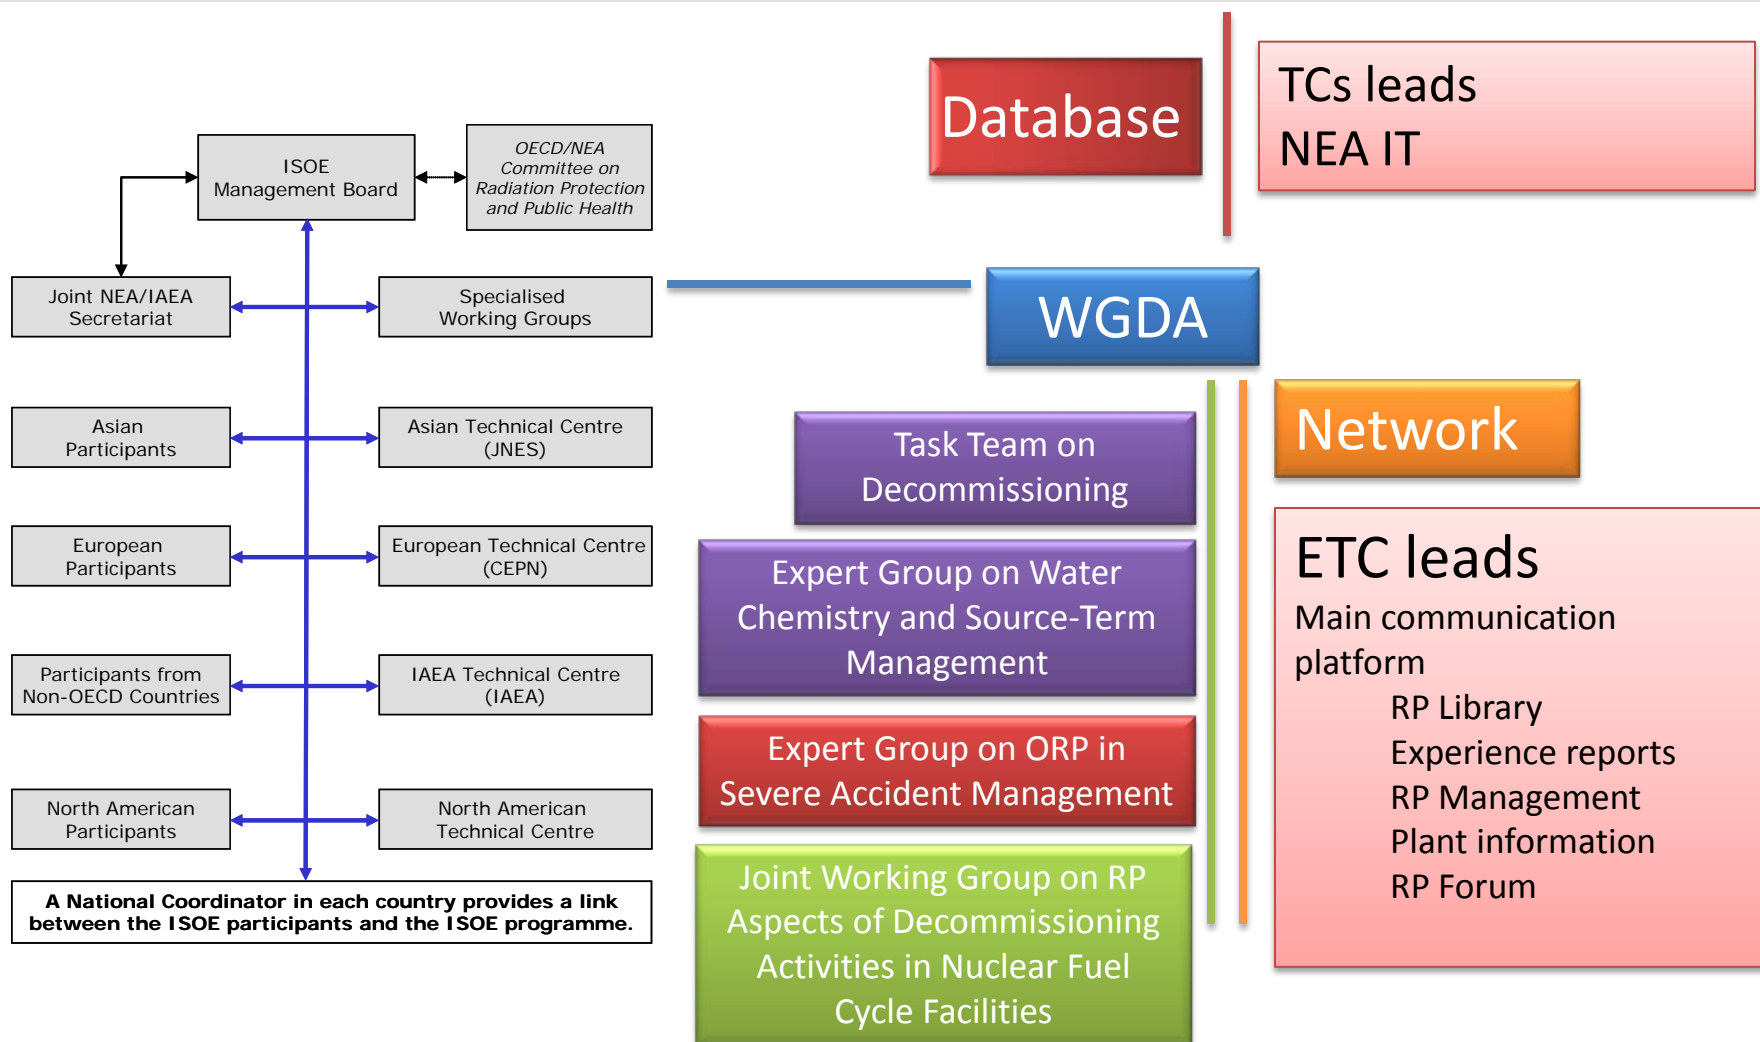 ISOE
Management Board
OECD/NEA
Committee on
Radiation Protection
and Public Health
Joint NEA/IAEA
Secretariat
Specialised
Working Groups
Asian
Participants
Asian Technical Centre
(JNES)
European
Participants
European Technical Centre
(CEPN)
Participants from
Non-OECD Countries
IAEA Technical Centre
(IAEA)
North American
Participants
North American
Technical Centre
A National Coordinator in each country provides a link
between the ISOE participants and the ISOE programme.
Database
TCs leads
NEA IT
WGDA
Task Team on
Decommissioning
Expert Group on Water
Chemistry and Source-Term
Management
Expert Group on ORP in
Severe Accident Management
Joint Working Group on RP
Aspects of Decommissioning
Activities in Nuclear Fuel
Cycle Facilities
Network
ETC leads
Main communication
platform
RP Library
Experience reports
RP Management
Plant information
RP Forum